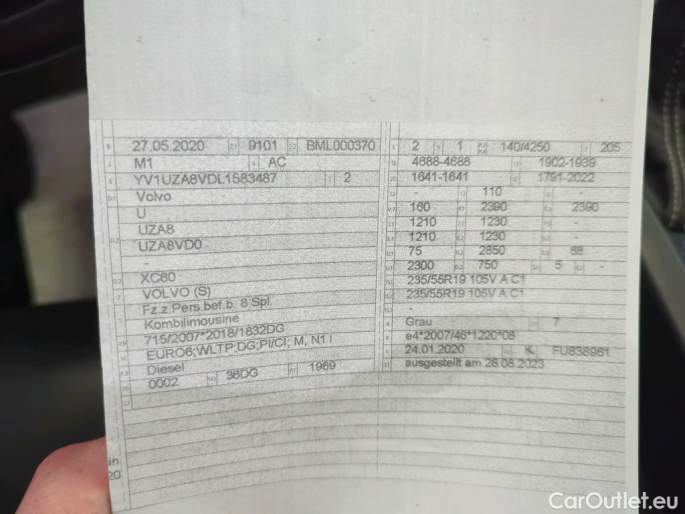 27.05.2020 9101 BML000370
M1 AC
YV1UZA8VDL1583487 2
Volvo
U
UZA8
UZA8VD0
-
XC60
VOLVO (S)
Fz.z.Pers.bef.b. 8 Spl.
Kombilimousine
715/2007*2018/1832DG
EURO6;WLTP;DG;PI/CI; M, N1 I
Diesel
0002 36DG 1969
in
20
2 1 140/4250 205
4688-4688 1902-1939
1641-1641 1791-2022
- 110 -
160 2390 2390
1210 1230 -
1210 1230 -
75 2850 68
2300 750 5 -
235/55R19 105V A C1
235/55R19 105V A C1
-
Grau 7
e4*2007/46*1220*08
24.01.2020 K FU838961
ausgestellt am 28.08.2023
CarOutlet.eu